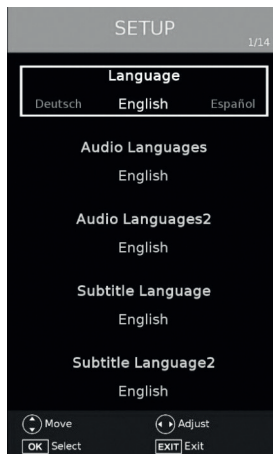 SETUP
1/14
Language
Deutsch English Español
Audio Languages
English
Audio Languages2
English
Subtitle Language
English
Subtitle Language2
English
Move Adjust
OK Select EXIT Exit